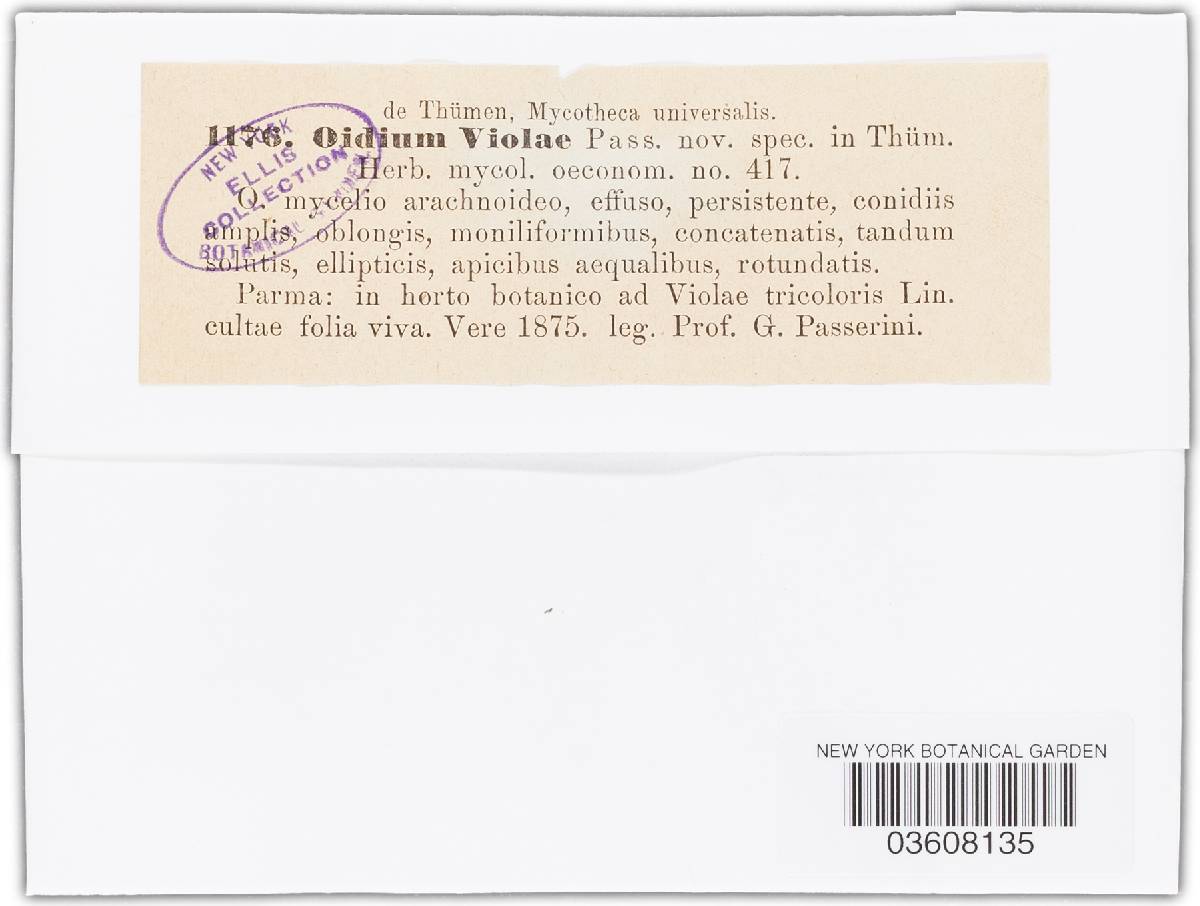 de Thümen, Mycotheca universalis.
1176. Oidium Violae Pass. nov. spec. in Thüm.
Herb. mycol. oeconom. no. 417.
O. mycelio arachnoideo, effuso, persistente, conidiis
amplis, oblongis, moniliformibus, concatenatis, tandum
solutis, ellipticis, apicibus aequalibus, rotundatis.
Parma: in horto botanico ad Violae tricoloris Lin.
cultae folia viva. Vere 1875. leg. Prof. G. Passerini.
NEW YORK
ELLIS
COLLECTION
BOTANICAL GARDEN
NEW YORK BOTANICAL GARDEN
03608135